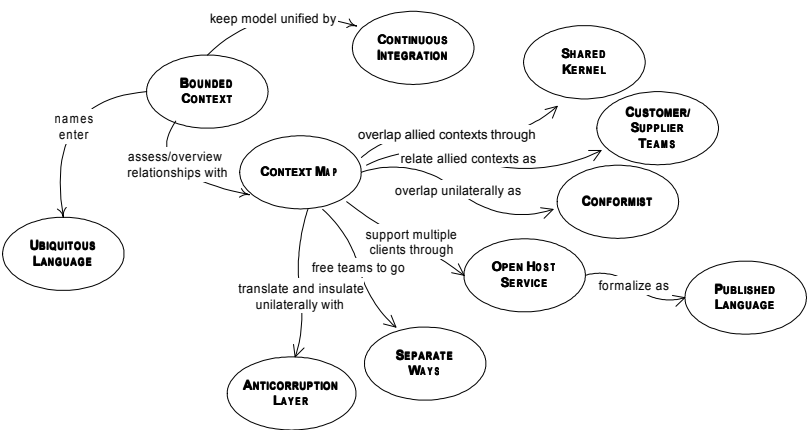 keep model unified by
CONTINUOUS
INTEGRATION
SHARED
KERNEL
BOUNDED
CONTEXT
names
enter
CUSTOMER/
SUPPLIER
TEAMS
overlap allied contexts through
assess/overview
relationships with
relate allied contexts as
CONTEXT MAP
overlap unilaterally as
CONFORMIST
UBIQUITOUS
LANGUAGE
support multiple
clients through
free teams to go
OPEN HOST
SERVICE
formalize as
PUBLISHED
LANGUAGE
translate and insulate
unilaterally with
SEPARATE
WAYS
ANTICORRUPTION
LAYER